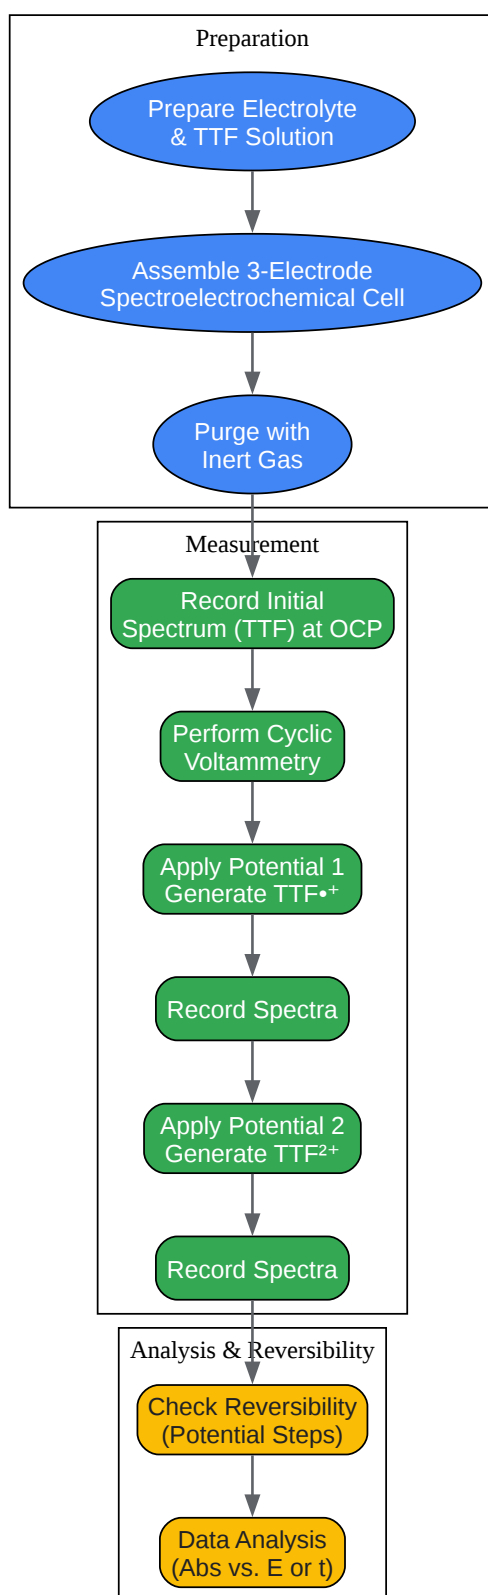 Preparation
Prepare Electrolyte
& TTF Solution
Assemble 3-Electrode
Spectroelectrochemical Cell
Purge with
Inert Gas
Measurement
Record Initial
Spectrum (TTF) at OCP
Perform Cyclic
Voltammetry
Apply Potential 1
Generate TTF•⁺
Record Spectra
Apply Potential 2
Generate TTF²⁺
Record Spectra
Analysis & Reversibility
Check Reversibility
(Potential Steps)
Data Analysis
(Abs vs. E or t)